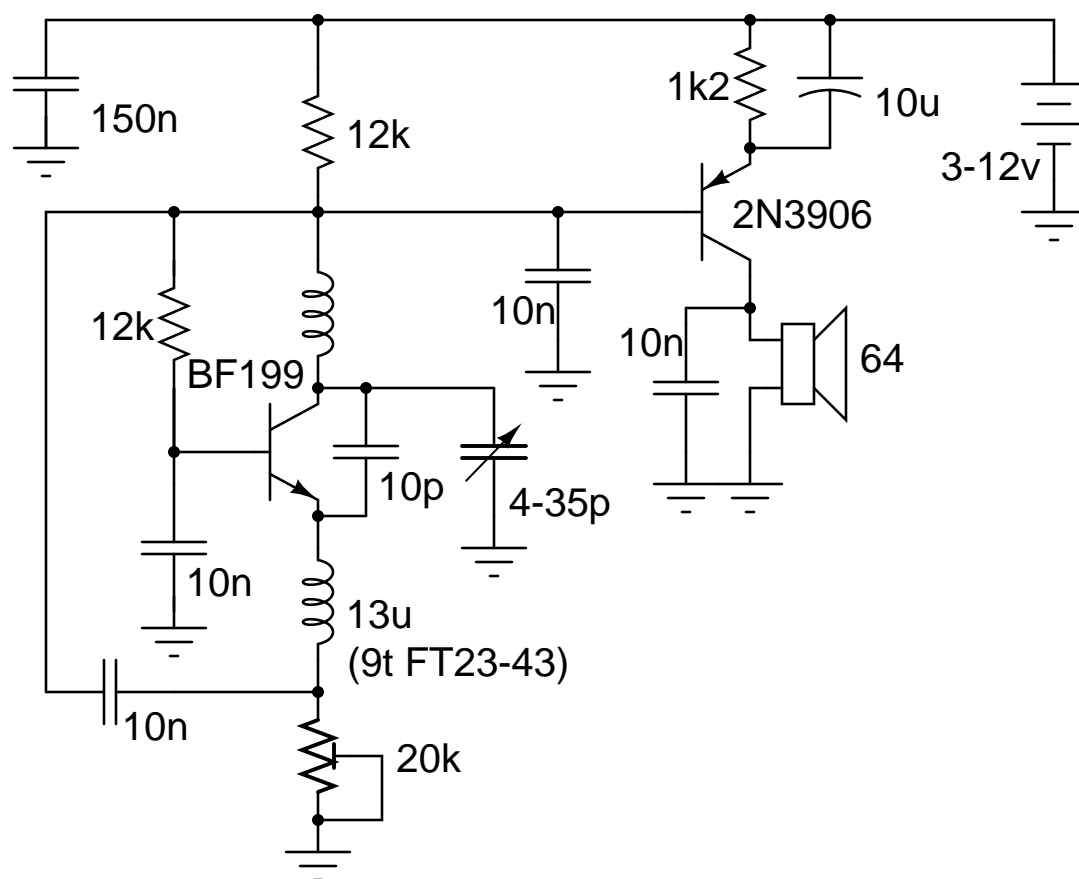 150n
12k
1k2
10u
3-12v
2N3906
12k
10n
10n
64
BF199
10p
4-35p
10n
13u
(9t FT23-43)
10n
20k